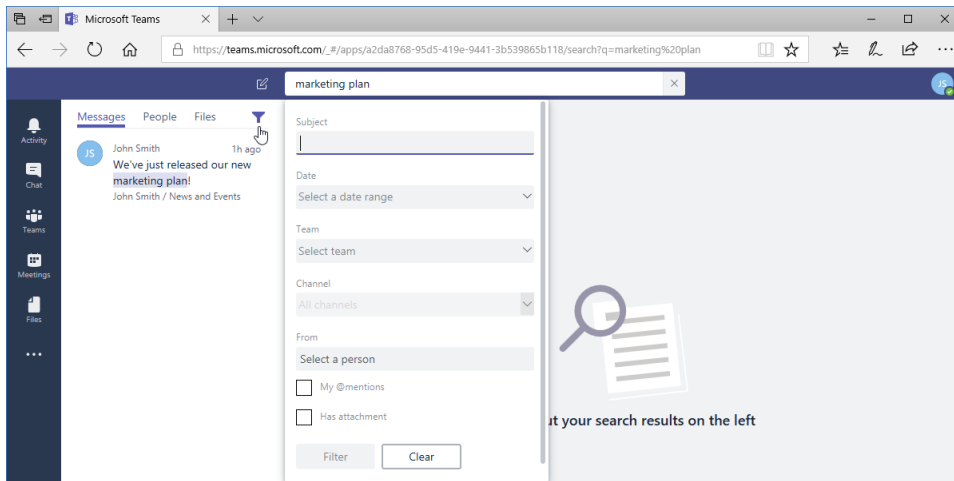 Microsoft Teams
https://teams.microsoft.com/_#/apps/a2da8768-95d5-419e-9441-3b539865b118/search?q=marketing%20plan
marketing plan
JS
Activity
Chat
Teams
Meetings
Files
Messages People Files
JS
John Smith 1h ago
We've just released our new
marketing plan!
John Smith / News and Events
Subject
Date
Select a date range
Team
Select team
Channel
All channels
From
Select a person
My @mentions
Has attachment
Filter Clear
ut your search results on the left